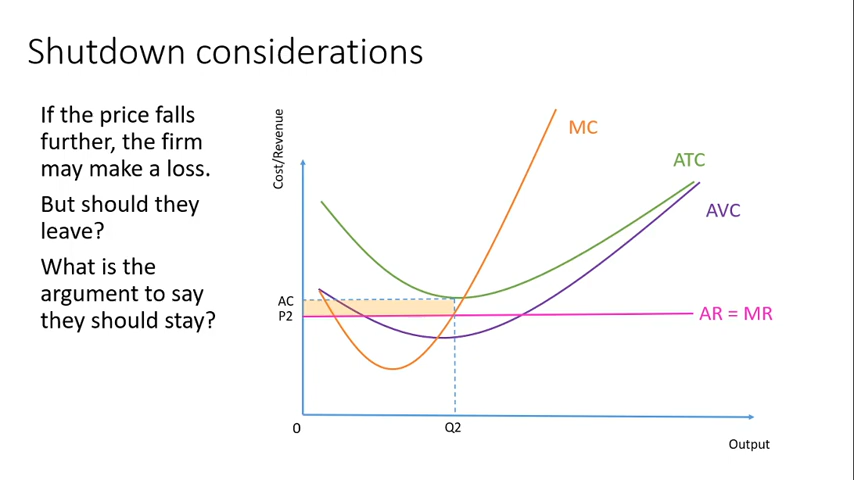 Shutdown considerations
If the price falls
further, the firm
may make a loss.
But should they
leave?
What is the
argument to say
they should stay?
Cost/Revenue
MC
ATC
AVC
AC
P2
AR = MR
0
Q2
Output